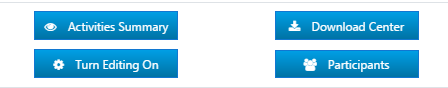 Activities Summary
Download Center
Turn Editing On
Participants